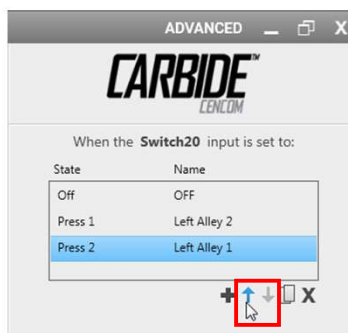 ADVANCED
CARBIDE™
CENCOM
When the Switch20 input is set to:
State Name
Off OFF
Press 1 Left Alley 2
Press 2 Left Alley 1